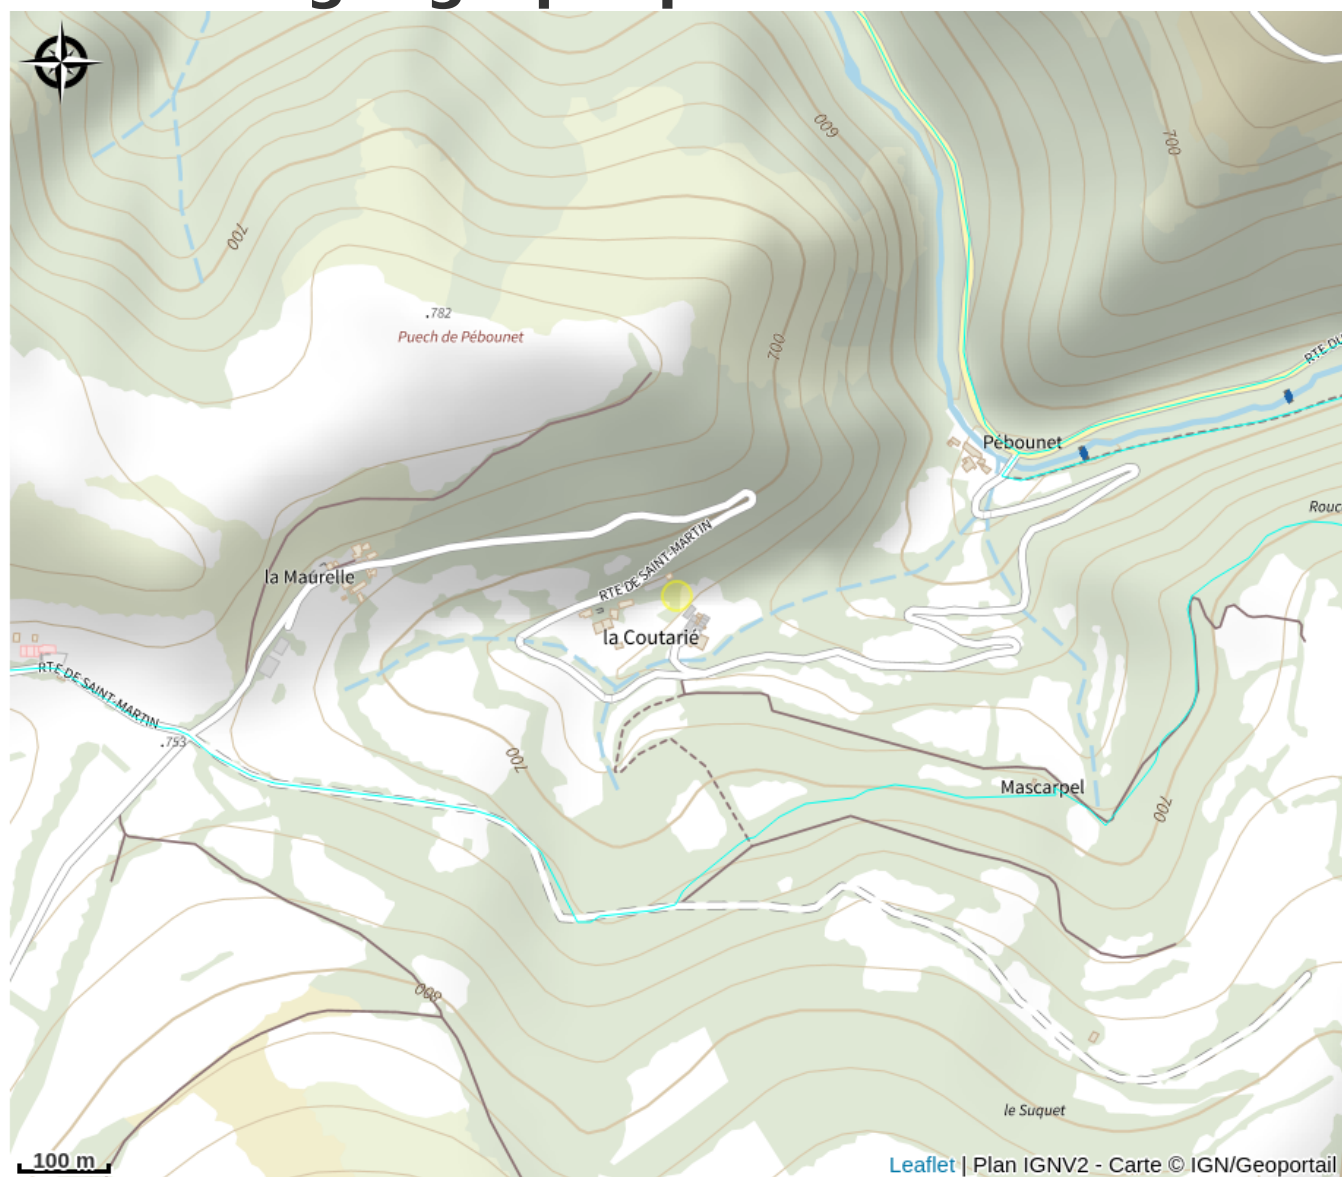 600
700
700
.782
Puech de Pébounet
700
RTE DU
Pébounet
RTE DE SAINT-MARTIN
la Maurelle
la Coutarié
RTE DE SAINT-MARTIN
.753
700
Mascarpel
700
800
le Suquet
100 m
Leaflet | Plan IGNV2 - Carte © IGN/Geoportail